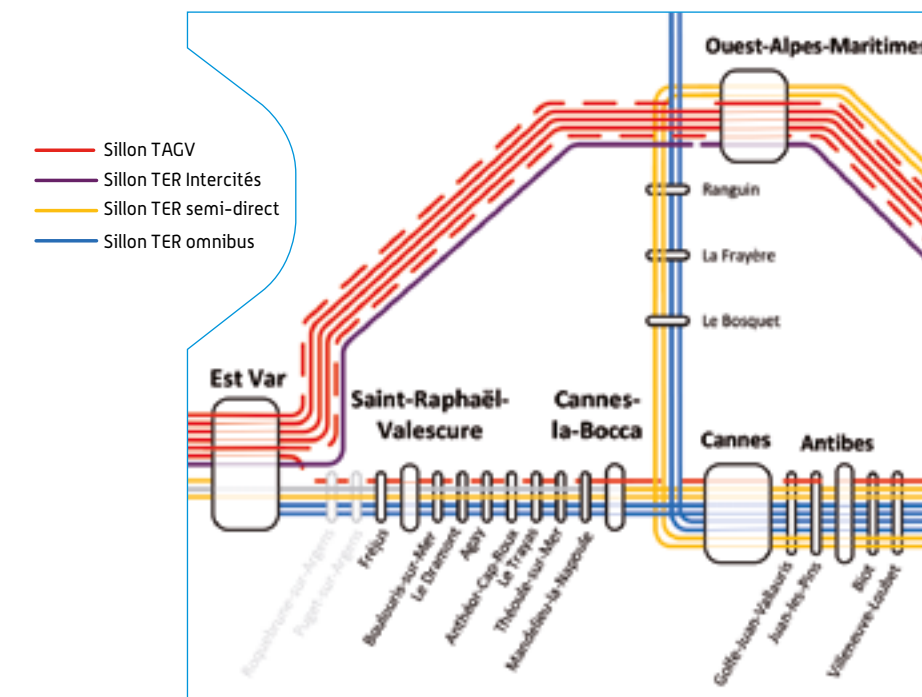 Ouest-Alpes-Maritimes
Sillon TAGV
Sillon TER Intercités
Sillon TER semi-direct
Sillon TER omnibus
Ranguin
La Frayère
Le Bosquet
Est Var
Saint-Raphaël-
Valescure
Cannes-
la-Bocca
Cannes
Antibes
Roquebrune-sur-Argens
Puget-sur-Argens
Fréjus
Boulouris-sur-Mer
Le Dramont
Agay
Anthéor-Cap-Roux
Le Trayas
Théoule-sur-Mer
Mandelieu-la-Napoule
Golfe-Juan-Vallauris
Juan-les-Pins
Biot
Villeneuve-Loubet